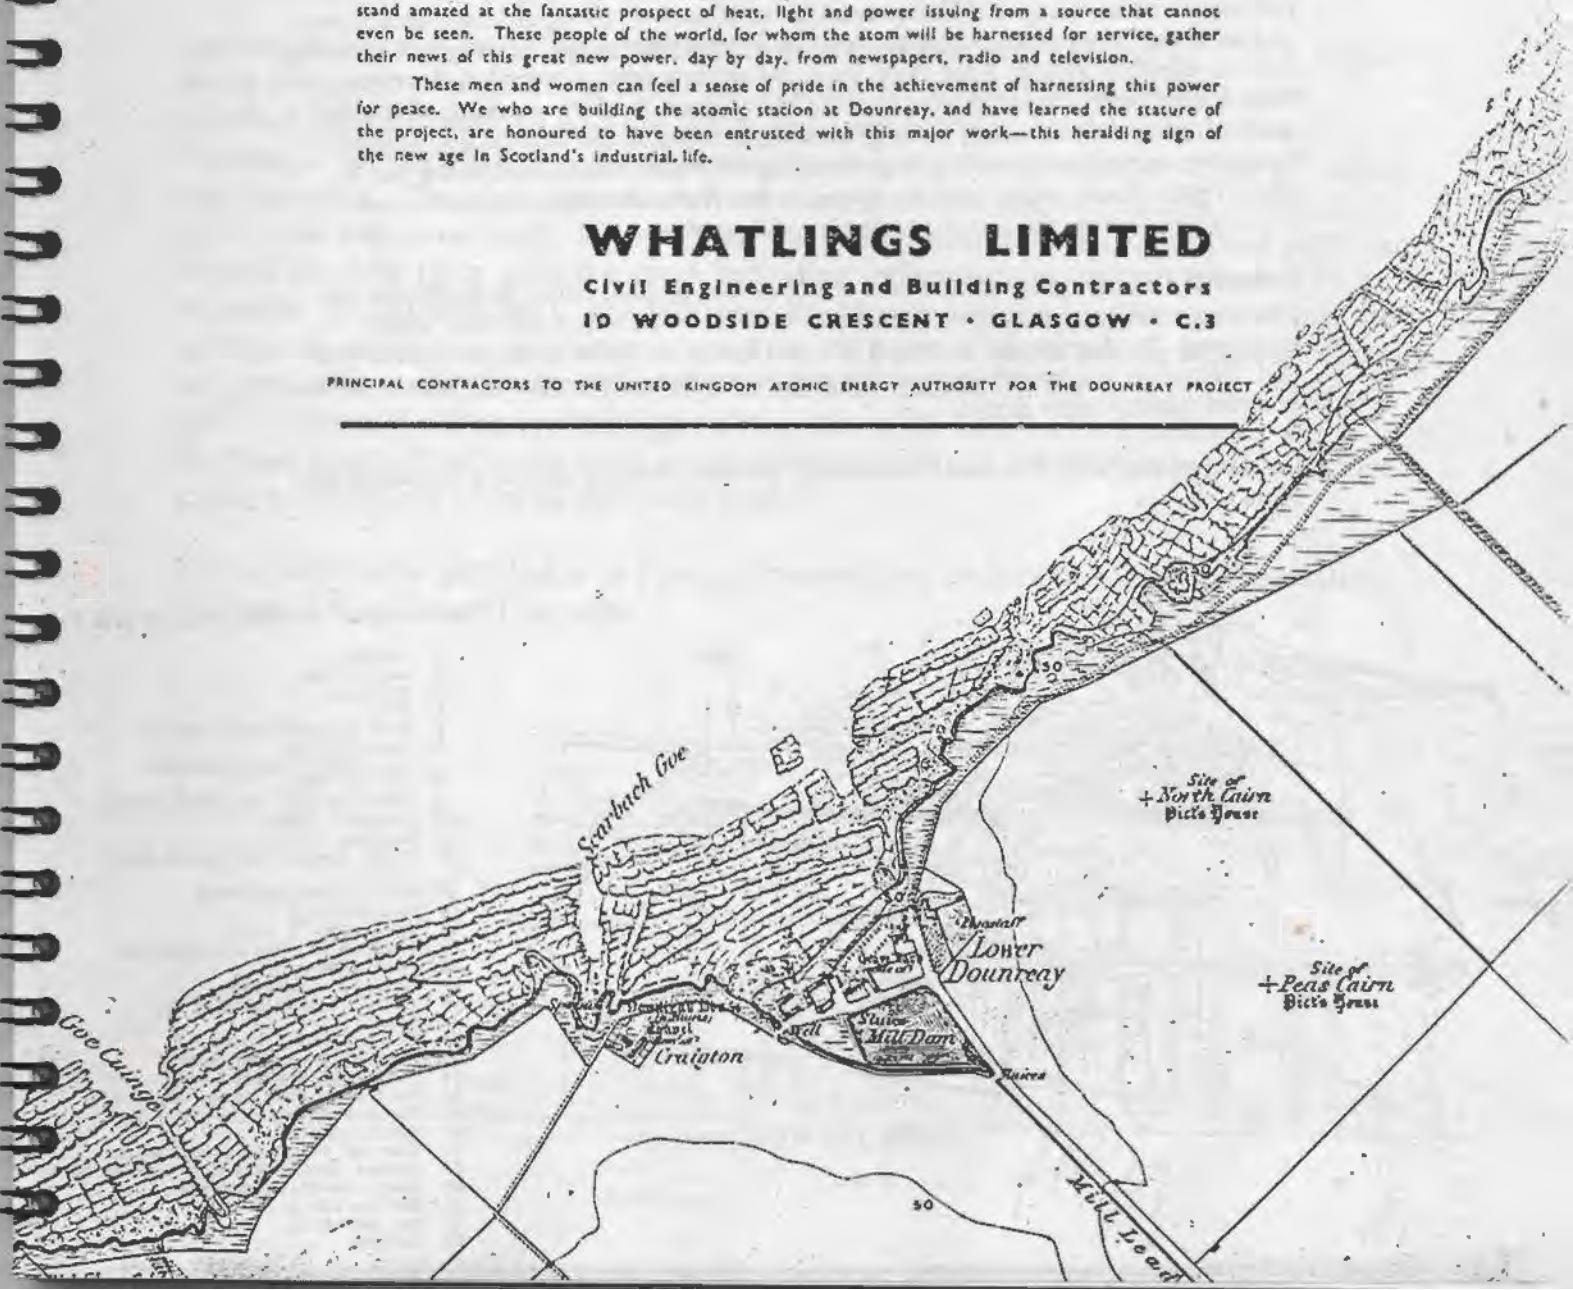 stand amazed at the fantastic prospect of heat, light and power issuing from a source that cannot
even be seen. These people of the world, for whom the atom will be harnessed for service, gather
their news of this great new power, day by day, from newspapers, radio and television.
These men and women can feel a sense of pride in the achievement of harnessing this power
for peace. We who are building the atomic station at Dounreay, and have learned the stature of
the project, are honoured to have been entrusted with this major work—this heralding sign of
the new age in Scotland's industrial life.
WHATLINGS LIMITED
Civil Engineering and Building Contractors
10 WOODSIDE CRESCENT · GLASGOW · C.3
PRINCIPAL CONTRACTORS TO THE UNITED KINGDOM ATOMIC ENERGY AUTHORITY FOR THE DOUNREAY PROJECT
50
Scarbach Goe
Site of
North Cairn
Pict's House
Flagstaff
Lower
Dounreay
Site of
Peas Cairn
Pict's House
Goe Cuinge
Well
Sluice
Mill Dam
Craigton
Sluices
50
Mill Lead